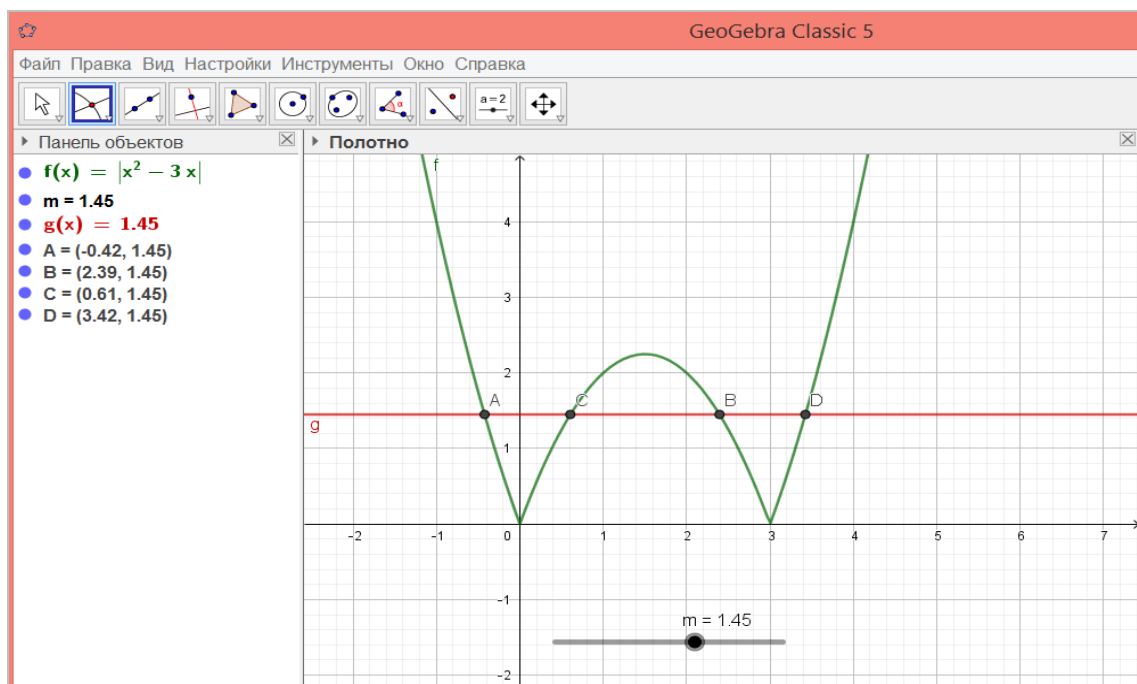 GeoGebra Classic 5
Файл Правка Вид Настройки Инструменты Окно Справка
α
a = 2
Панель объектов
Полотно
f(x) = |x² − 3 x|
m = 1.45
g(x) = 1.45
A = (-0.42, 1.45)
B = (2.39, 1.45)
C = (0.61, 1.45)
D = (3.42, 1.45)
f
4
3
2
A
C
B
D
g
1
-2
-1
0
1
2
3
4
5
6
7
-1
m = 1.45
-2